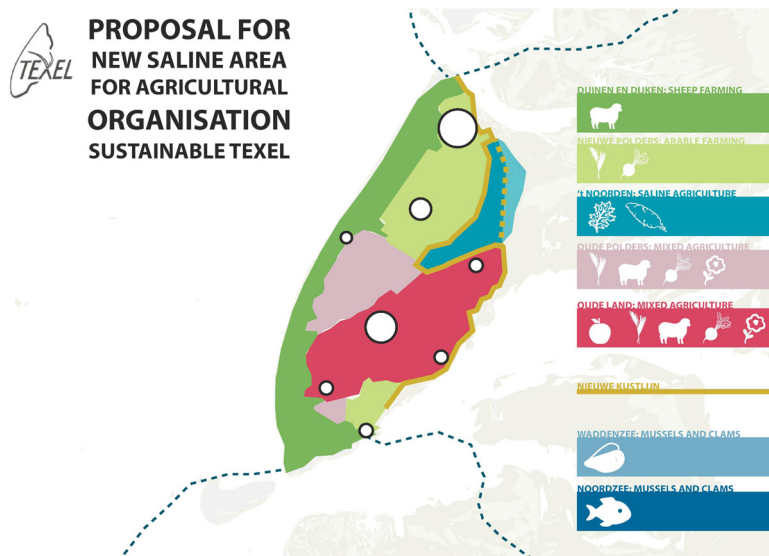 TEXEL
PROPOSAL FOR
NEW SALINE AREA
FOR AGRICULTURAL
ORGANISATION
SUSTAINABLE TEXEL
DUINEN EN DIJKEN: SHEEP FARMING
NIEUWE POLDERS: ARABLE FARMING
't NOORDEN: SALINE AGRICULTURE
OUDE POLDERS: MIXED AGRICULTURE
OUDE LAND: MIXED AGRICULTURE
NIEUWE KUSTLIJN
WADDENZEE: MUSSELS AND CLAMS
NOORDZEE: MUSSELS AND CLAMS